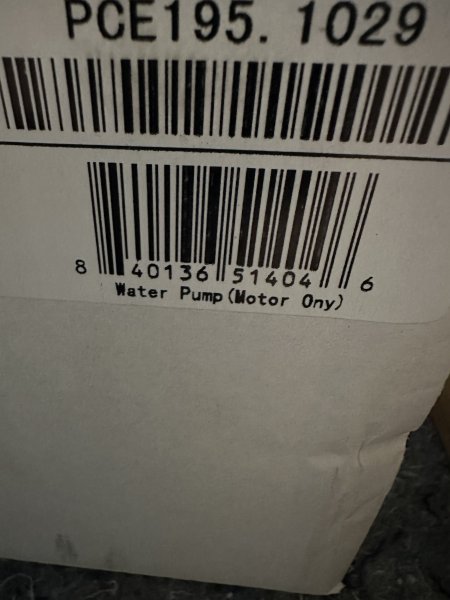 PCE195. 1029
8 40136 51404 6
Water Pump(Motor Ony)